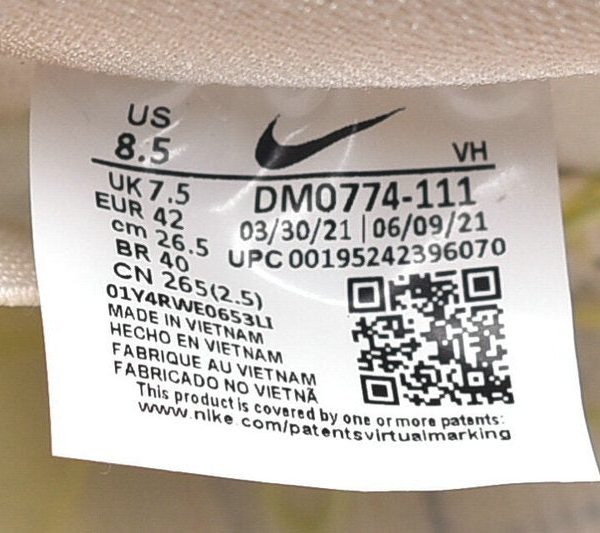 US
8.5
VH
UK 7.5
EUR 42
cm 26.5
BR 40
CN 265(2.5)
DM0774-111
03/30/21 | 06/09/21
UPC 00195242396070
01Y4RWE0653LI
MADE IN VIETNAM
HECHO EN VIETNAM
FABRIQUE AU VIETNAM
FABRICADO NO VIETNÃ
This product is covered by one or more patents:
www.nike.com/patentsvirtualmarking